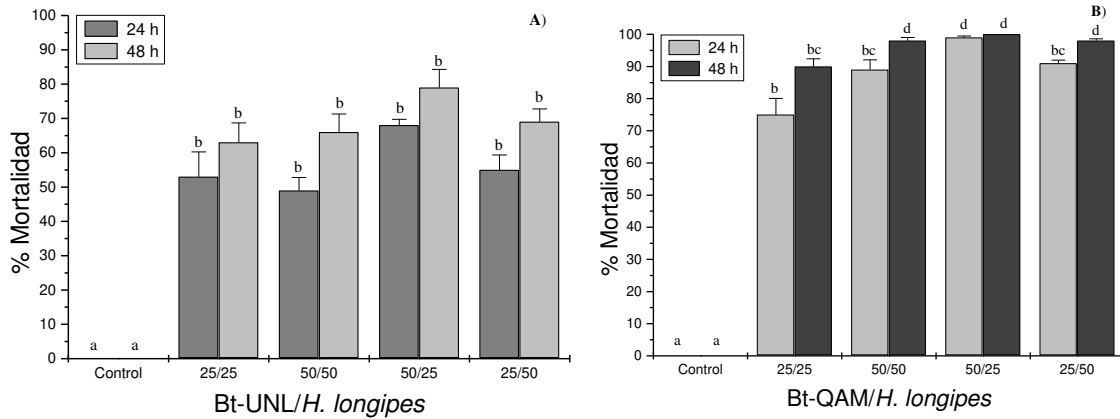 A)
24 h
48 h
% Mortalidad
100
90
80
70
60
50
40
30
20
10
0
a a b b b b b b b b
Control 25/25 50/50 50/25 25/50
Bt-UNL/H. longipes
B)
24 h
48 h
% Mortalidad
100
90
80
70
60
50
40
30
20
10
0
a a b bc bc d d d bc d
Control 25/25 50/50 50/25 25/50
Bt-QAM/H. longipes